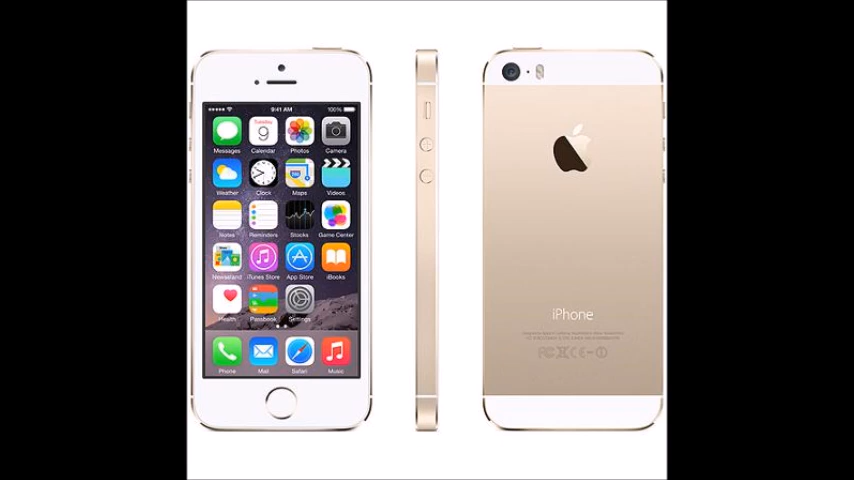 9:41 AM 100%
Tuesday
9
Messages Calendar Photos Camera
Weather Clock Maps Videos
Notes Reminders Stocks Game Center
Newsstand iTunes Store App Store iBooks
Health Passbook Settings
Phone Mail Safari Music
iPhone